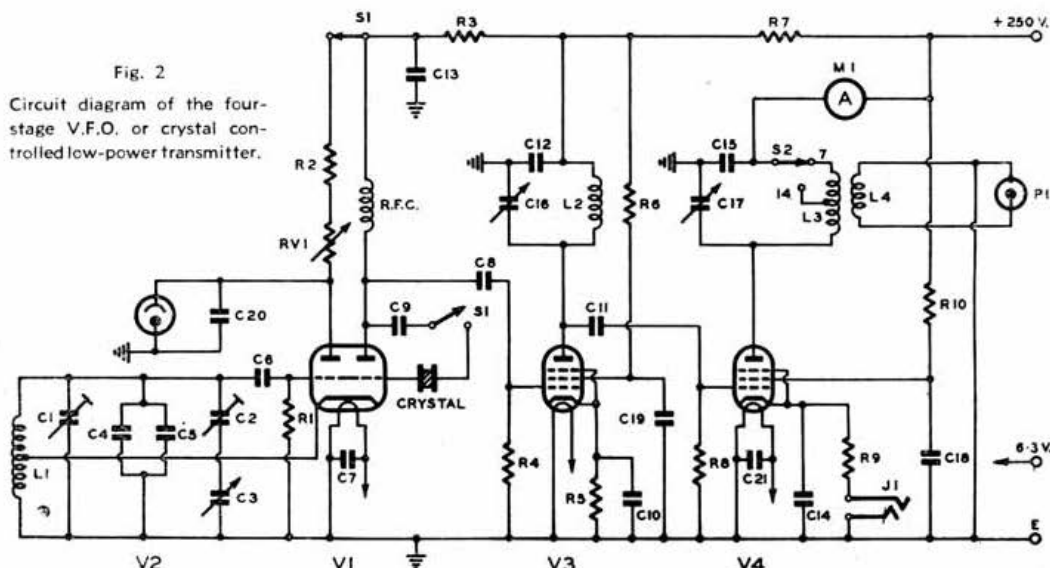 Fig. 2
Circuit diagram of the four-
stage V.F.O. or crystal con-
trolled low-power transmitter.
S1
R3
R7
+ 250 V.
C13
M1
A
R2
R.F.C.
RV1
C12
C16
L2
R6
C15
S2
7
14
C17
L3
L4
P1
C20
C8
C9
S1
C11
R10
C6
CRYSTAL
C1
C4
C5
C2
R1
C19
L1
C3
C7
R4
R5
C10
R8
C21
C14
R9
J1
C18
6·3 V.
E
V2
V1
V3
V4